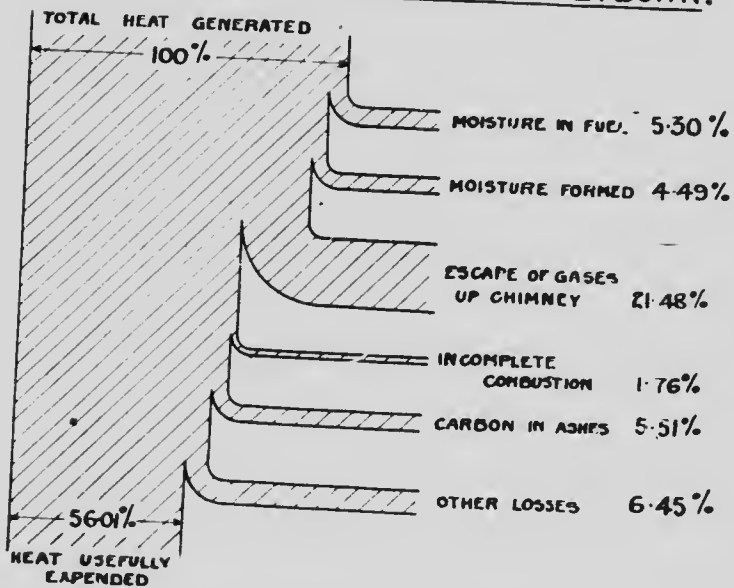 TOTAL HEAT GENERATED
100%
MOISTURE IN FUEL. 5.30%
MOISTURE FORMED 4.49%
ESCAPE OF GASES
UP CHIMNEY 21.48%
INCOMPLETE
COMBUSTION 1.76%
CARBON IN ASHES 5.51%
OTHER LOSSES 6.45%
56.01%
HEAT USEFULLY
EXPENDED